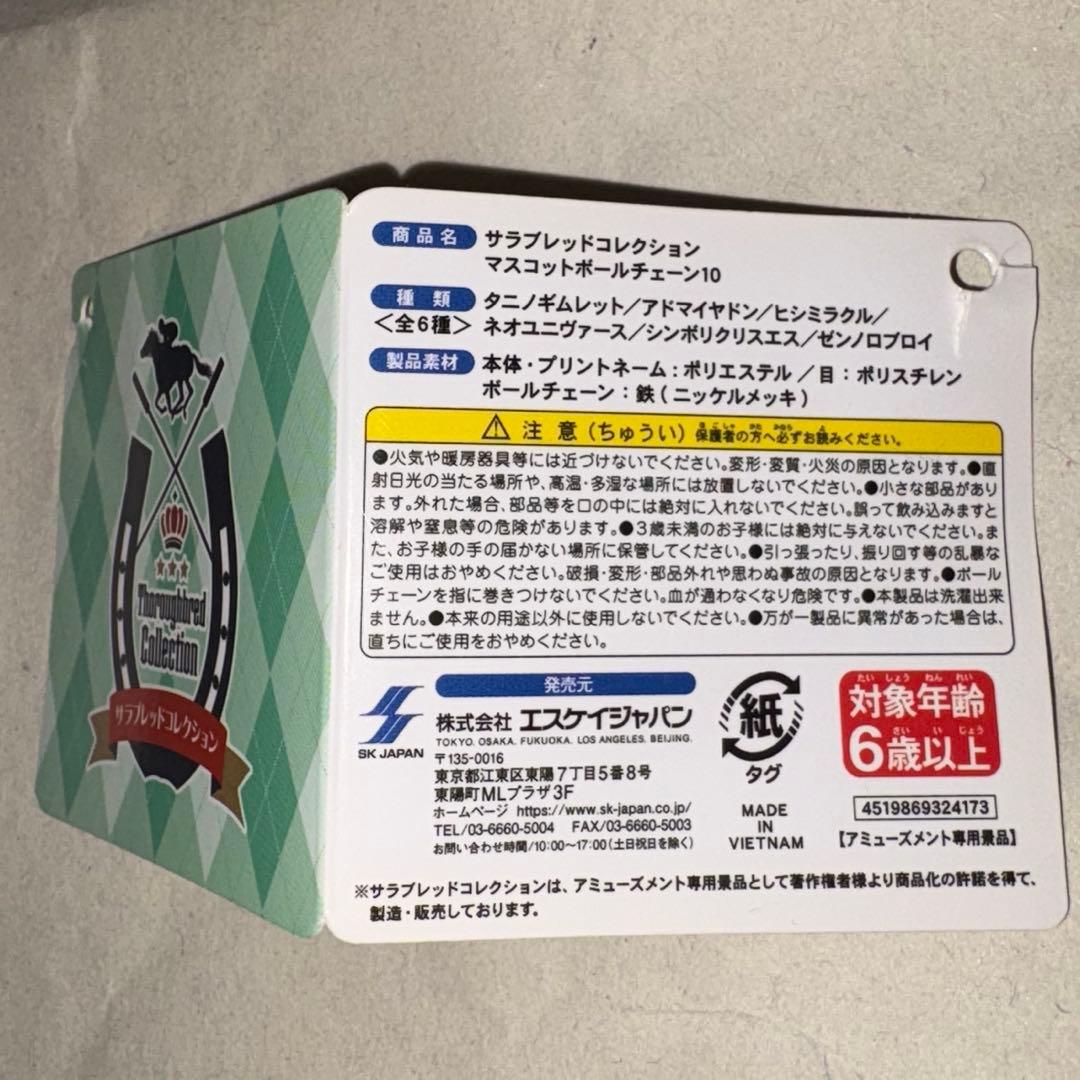 Thoroughbred
Collection
サラブレッドコレクション
商品名 サラブレッドコレクション
マスコットボールチェーン10
種類 タニノギムレット/アドマイヤドン/ヒシミラクル/
<全6種> ネオユニヴァース/シンボリクリスエス/ゼンノロブロイ
製品素材 本体・プリントネーム:ポリエステル/目:ポリスチレン
ボールチェーン:鉄(ニッケルメッキ)
注意(ちゅうい)保護者の方へ必ずお読みください。
●火気や暖房器具等には近づけないでください。変形・変質・火災の原因となります。●直
射日光の当たる場所や、高温・多湿な場所には放置しないでください。●小さな部品があり
ます。外れた場合、部品等を口の中には絶対に入れないでください。誤って飲み込みますと
溶解や窒息等の危険があります。●3歳未満のお子様には絶対に与えないでください。ま
た、お子様の手の届かない場所に保管してください。●引っ張ったり、振り回す等の乱暴な
ご使用はおやめください。破損・変形・部品外れや思わぬ事故の原因となります。●ボール
チェーンを指に巻きつけないでください。血が通わなくなり危険です。●本製品は洗濯出来
ません。●本来の用途以外に使用しないでください。●万が一製品に異常があった場合は、
直ちにご使用をおやめください。
SK JAPAN
発売元
株式会社 エスケイジャパン
TOKYO. OSAKA. FUKUOKA. LOS ANGELES. BEIJING.
〒135-0016
東京都江東区東陽7丁目5番8号
東陽町MLプラザ3F
ホームページ https://www.sk-japan.co.jp/
TEL/03-6660-5004 FAX/03-6660-5003
お問い合わせ時間/10:00〜17:00(土日祝日を除く)
紙
タグ
MADE
IN
VIETNAM
たいしょうねんれい
対象年齢
さいいじょう
6歳以上
4519869324173
【アミューズメント専用景品】
※サラブレッドコレクションは、アミューズメント専用景品として著作権者様より商品化の許諾を得て、
製造・販売しております。